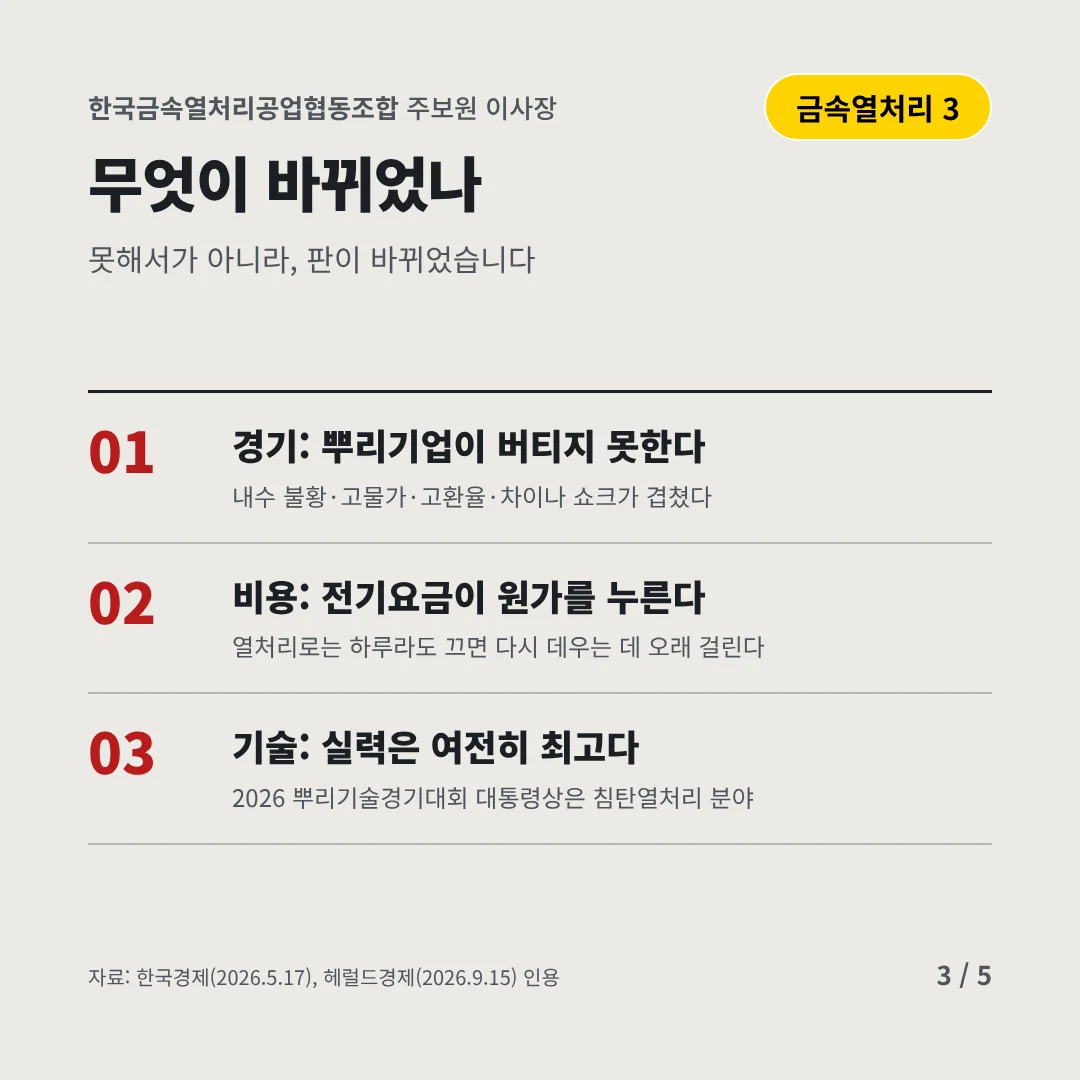 한국금속열처리공업협동조합 주보원 이사장
금속열처리 3
무엇이 바뀌었나
못해서가 아니라, 판이 바뀌었습니다
01
경기: 뿌리기업이 버티지 못한다
내수 불황·고물가·고환율·차이나 쇼크가 겹쳤다
02
비용: 전기요금이 원가를 누른다
열처리로는 하루라도 끄면 다시 데우는 데 오래 걸린다
03
기술: 실력은 여전히 최고다
2026 뿌리기술경기대회 대통령상은 침탄열처리 분야
자료: 한국경제(2026.5.17), 헤럴드경제(2026.9.15) 인용
3 / 5